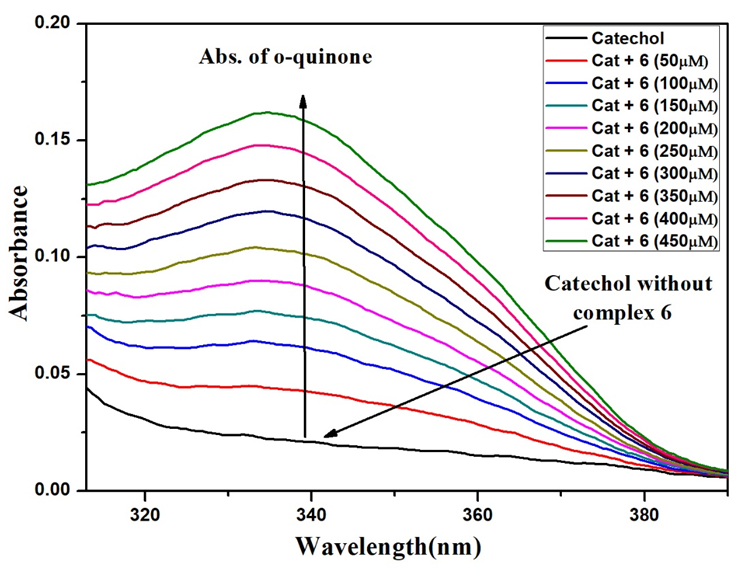 0.20
0.15
0.10
0.05
0.00
Absorbance
Abs. of o-quinone
Catechol
Cat + 6 (50μM)
Cat + 6 (100μM)
Cat + 6 (150μM)
Cat + 6 (200μM)
Cat + 6 (250μM)
Cat + 6 (300μM)
Cat + 6 (350μM)
Cat + 6 (400μM)
Cat + 6 (450μM)
Catechol without
complex 6
320 340 360 380
Wavelength(nm)